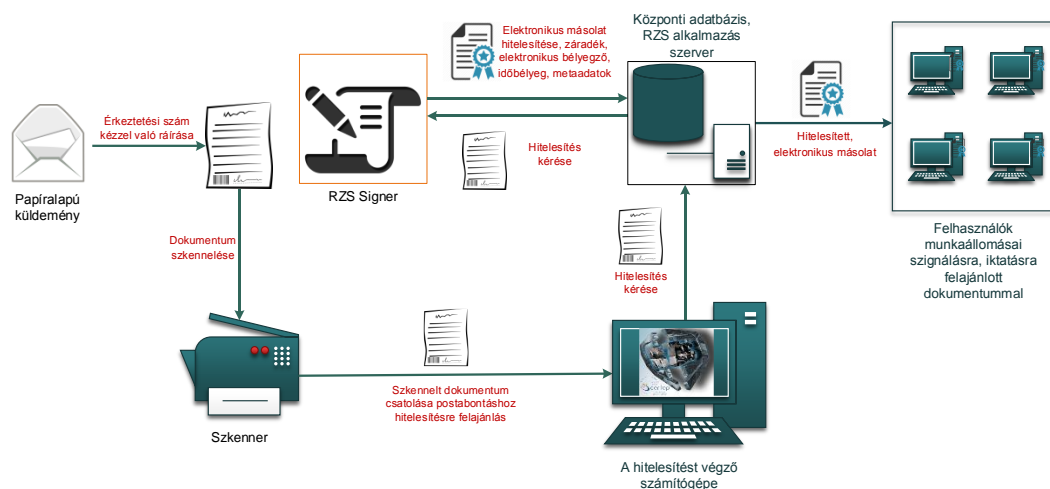 Központi adatbázis,
RZS alkalmazás
szerver
Elektronikus másolat
hitelesítése, záradék,
elektronikus bélyegző,
időbélyeg, metaadatok
Érkeztetési szám
kézzel való ráírása
Hitelesítés
kérése
Hitelesített,
elektronikus másolat
Papíralapú
küldemény
RZS Signer
Felhasználók
munkaállomásai
szignálásra, iktatásra
felajánlott
dokumentummal
Dokumentum
szkennelése
Hitelesítés
kérése
Szkennelt dokumentum
csatolása postabontáshoz
hitelesítésre felajánlás
Szkenner
A hitelesítést végző
számítógépe